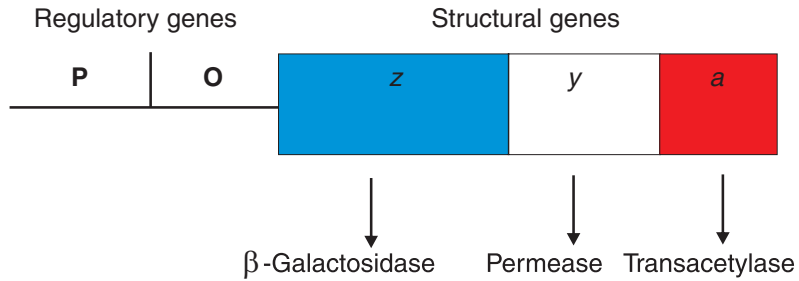 Regulatory genes Structural genes
P O z y a
β-Galactosidase Permease Transacetylase